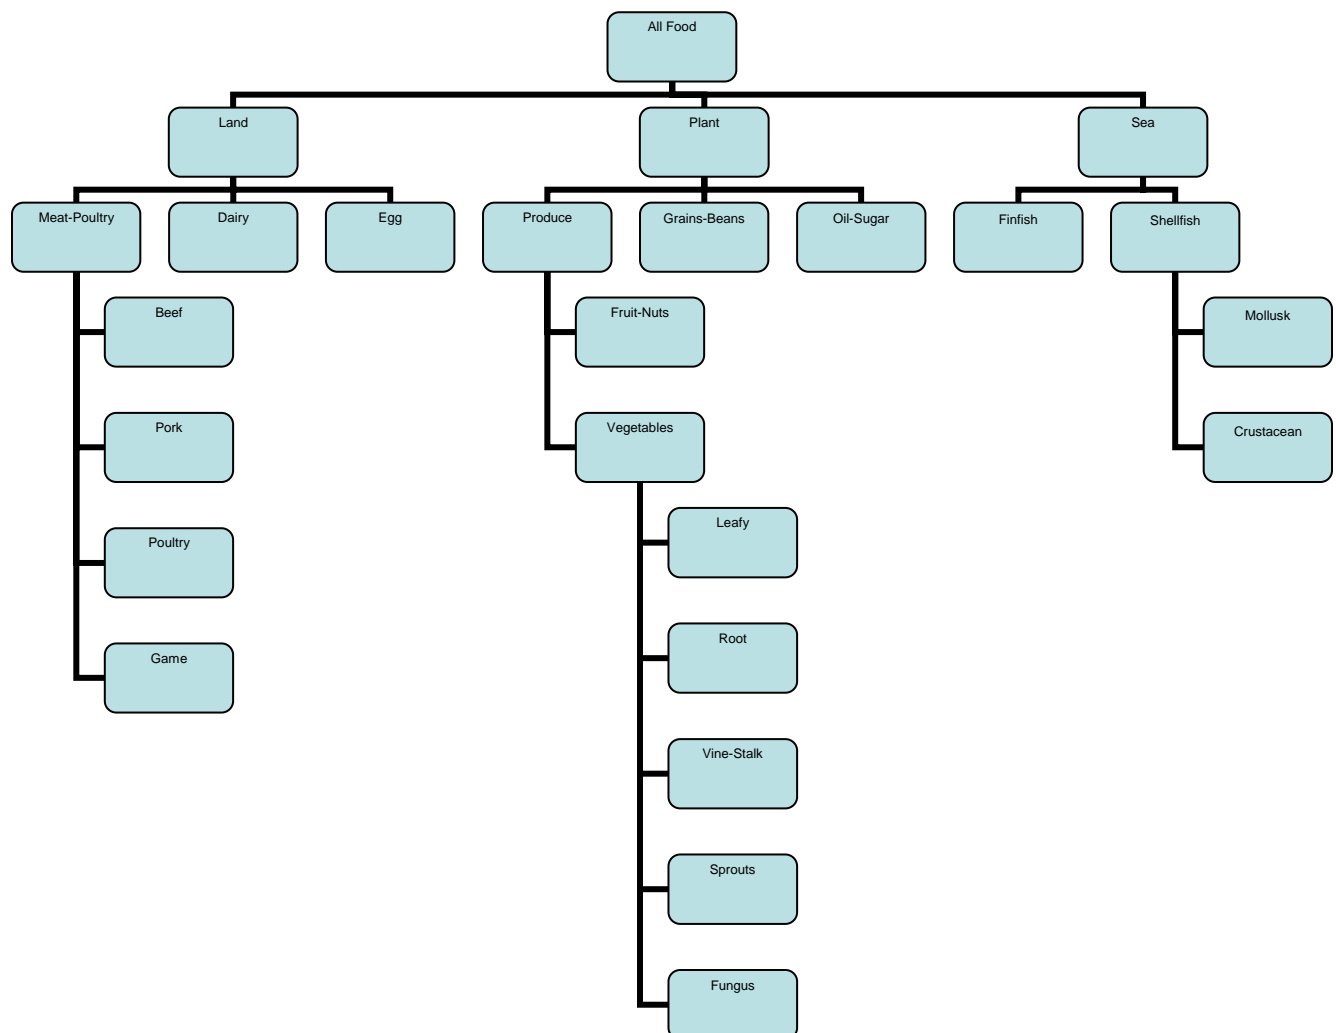 All Food
Land
Plant
Sea
Meat-Poultry
Dairy
Egg
Produce
Grains-Beans
Oil-Sugar
Finfish
Shellfish
Beef
Fruit-Nuts
Mollusk
Pork
Vegetables
Crustacean
Leafy
Poultry
Root
Game
Vine-Stalk
Sprouts
Fungus